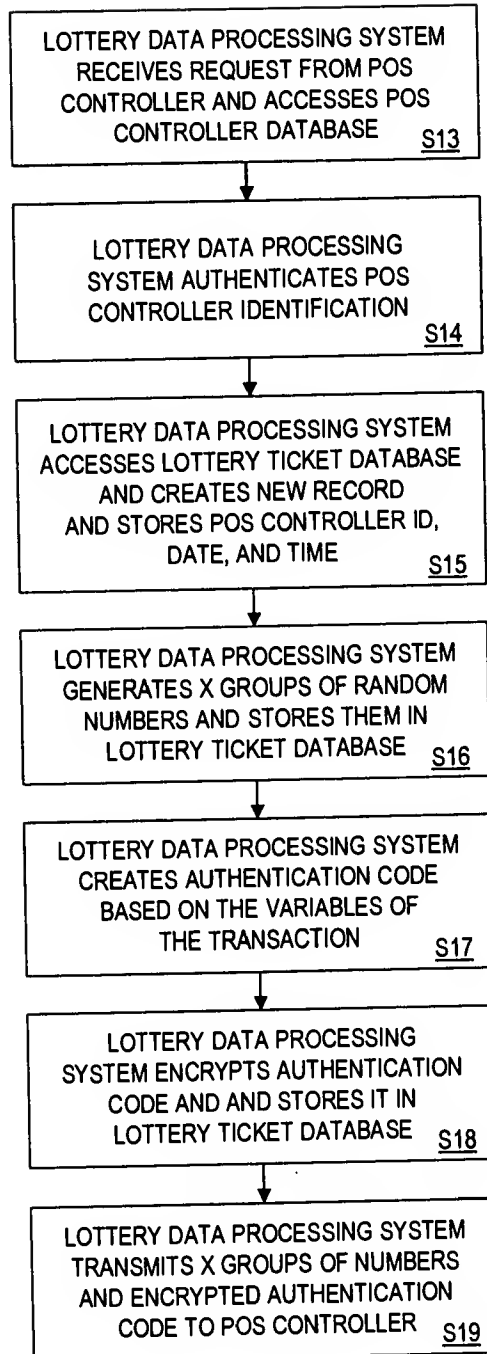 LOTTERY DATA PROCESSING SYSTEM
RECEIVES REQUEST FROM POS
CONTROLLER AND ACCESSES POS
CONTROLLER DATABASE
S13
LOTTERY DATA PROCESSING
SYSTEM AUTHENTICATES POS
CONTROLLER IDENTIFICATION
S14
LOTTERY DATA PROCESSING SYSTEM
ACCESSES LOTTERY TICKET DATABASE
AND CREATES NEW RECORD
AND STORES POS CONTROLLER ID,
DATE, AND TIME
S15
LOTTERY DATA PROCESSING SYSTEM
GENERATES X GROUPS OF RANDOM
NUMBERS AND STORES THEM IN
LOTTERY TICKET DATABASE
S16
LOTTERY DATA PROCESSING SYSTEM
CREATES AUTHENTICATION CODE
BASED ON THE VARIABLES OF
THE TRANSACTION
S17
LOTTERY DATA PROCESSING
SYSTEM ENCRYPTS AUTHENTICATION
CODE AND AND STORES IT IN
LOTTERY TICKET DATABASE
S18
LOTTERY DATA PROCESSING SYSTEM
TRANSMITS X GROUPS OF NUMBERS
AND ENCRYPTED AUTHENTICATION
CODE TO POS CONTROLLER
S19